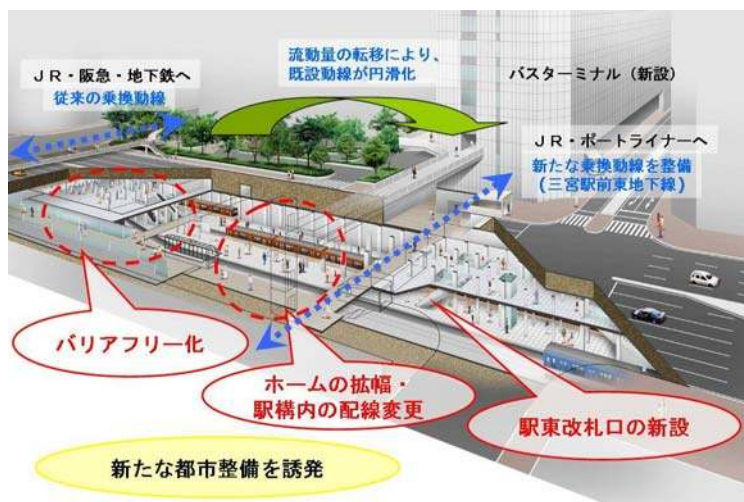 JR・阪急・地下鉄へ
従来の乗換動線
流動量の転移により、
既設動線が円滑化
バスターミナル（新設）
JR・ポートライナーへ
新たな乗換動線を整備
（三宮駅前東地下線）
バリアフリー化
ホームの拡幅・
駅構内の配線変更
駅東改札口の新設
新たな都市整備を誘発